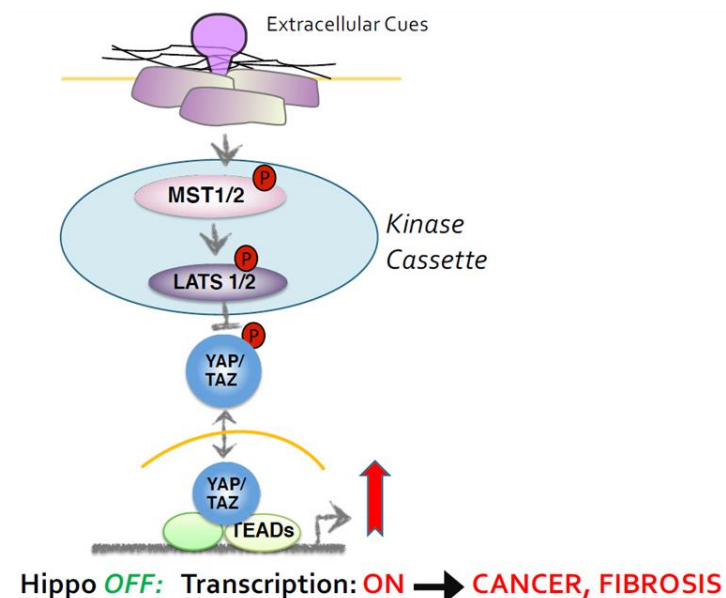 Extracellular Cues
P
MST1/2
Kinase
Cassette
P
LATS 1/2
P
YAP/
TAZ
YAP/
TAZ
TEADs
Hippo OFF: Transcription: ON CANCER, FIBROSIS